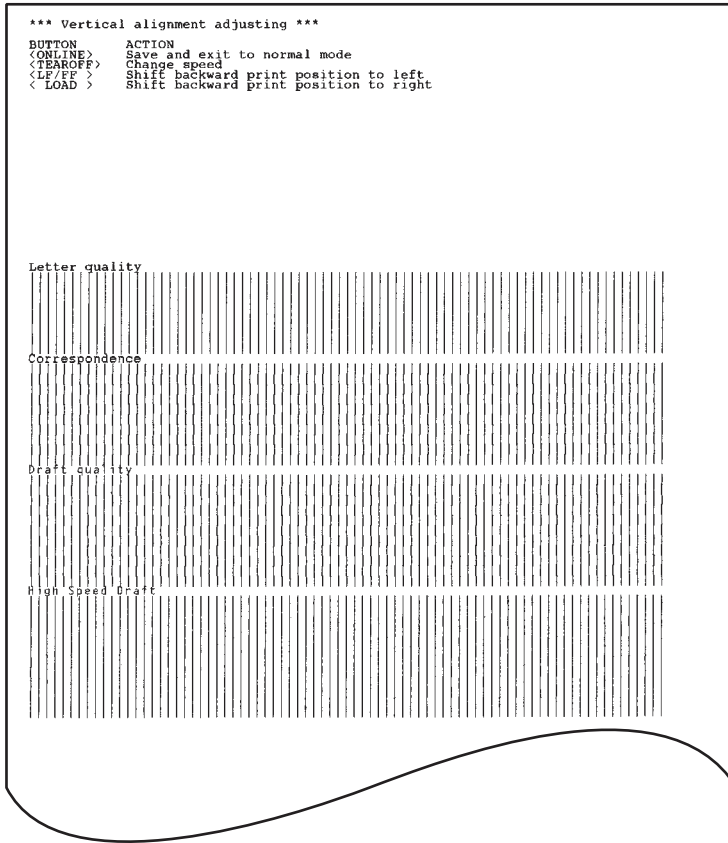 *** Vertical alignment adjusting ***
BUTTON ACTION
<ONLINE> Save and exit to normal mode
<TEAROFF> Change speed
<LF/FF > Shift backward print position to left
< LOAD > Shift backward print position to right
Letter quality
Correspondence
Draft quality
High Speed Draft